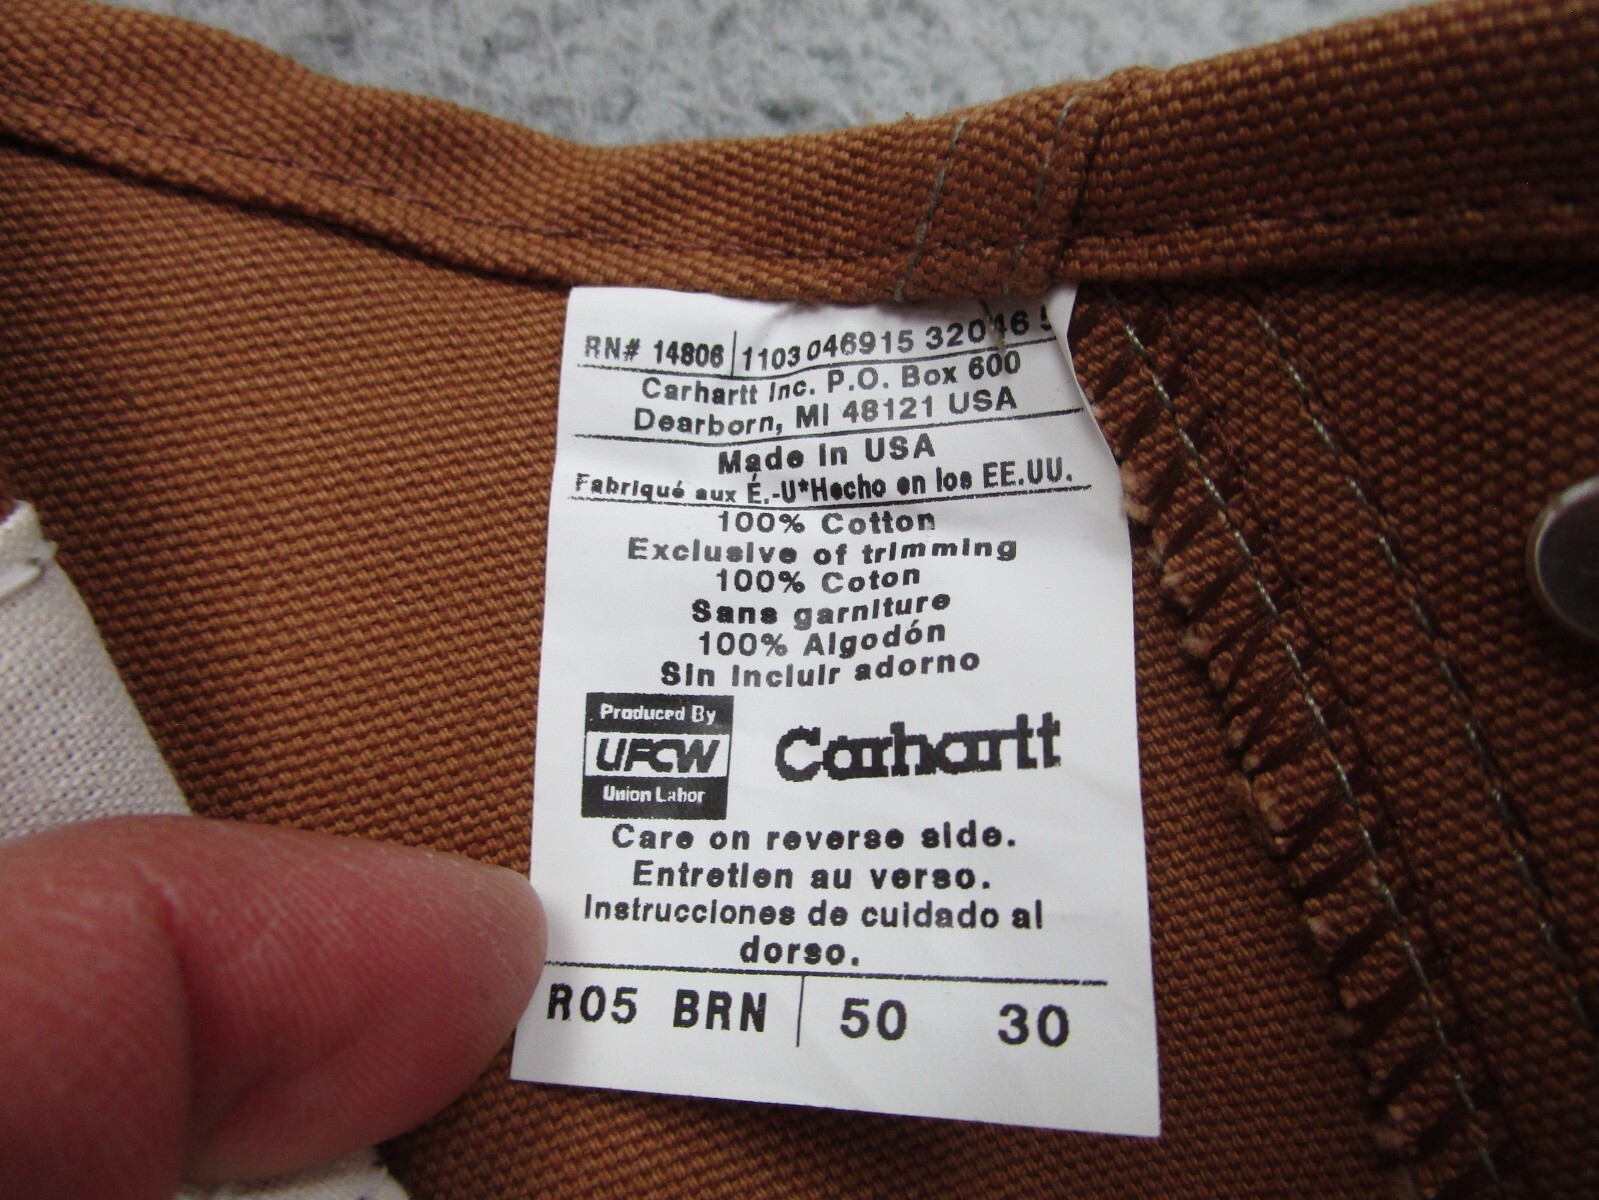 RN# 14806 1103 046915 320
Carhartt Inc. P.O. Box 600
Dearborn, MI 48121 USA
Made in USA
Fabriqué aux É.-U*Hecho en los EE.UU.
100% Cotton
Exclusive of trimming
100% Coton
Sans garniture
100% Algodón
Sin incluir adorno
Produced By
UFCW
Union Labor
Carhartt
Care on reverse side.
Entretien au verso.
Instrucciones de cuidado al
dorso.
R05 BRN 50 30